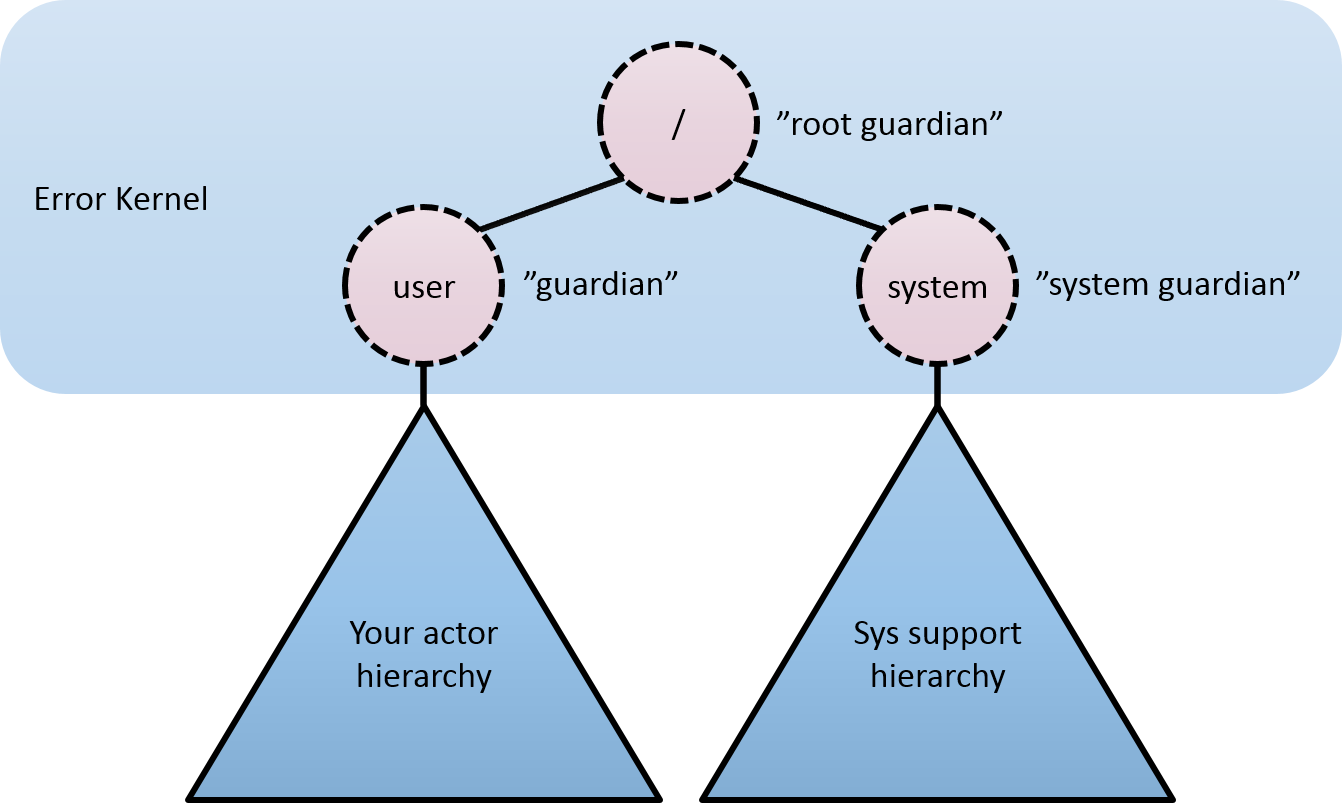 /
”root guardian”
Error Kernel
user
”guardian”
system
”system guardian”
Your actor
hierarchy
Sys support
hierarchy